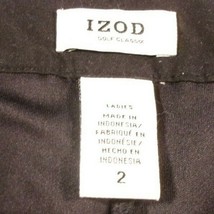 IZOD
GOLF CLASSIC
LADIES
MADE IN
INDONESIA/
FABRIQUÉ EN
INDONÉSIE/
HECHO EN
INDONESIA
2